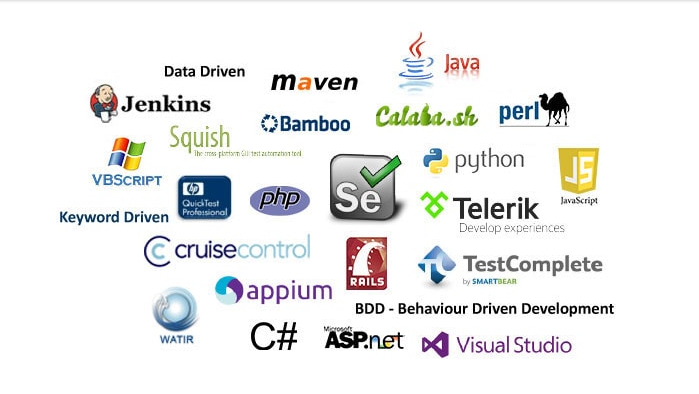 Java
Data Driven
maven
Jenkins
Bamboo
Calaba.sh
perl
Squish
The cross-platform GUI test automation tool
VBSCRIPT
hp
QuickTest
Professional
php
Se
python
JS
JavaScript
Keyword Driven
Telerik
Develop experiences
cruisecontrol
RAILS
TestComplete
by SMARTBEAR
appium
BDD - Behaviour Driven Development
WATIR
C#
Microsoft
ASP.net
Visual Studio